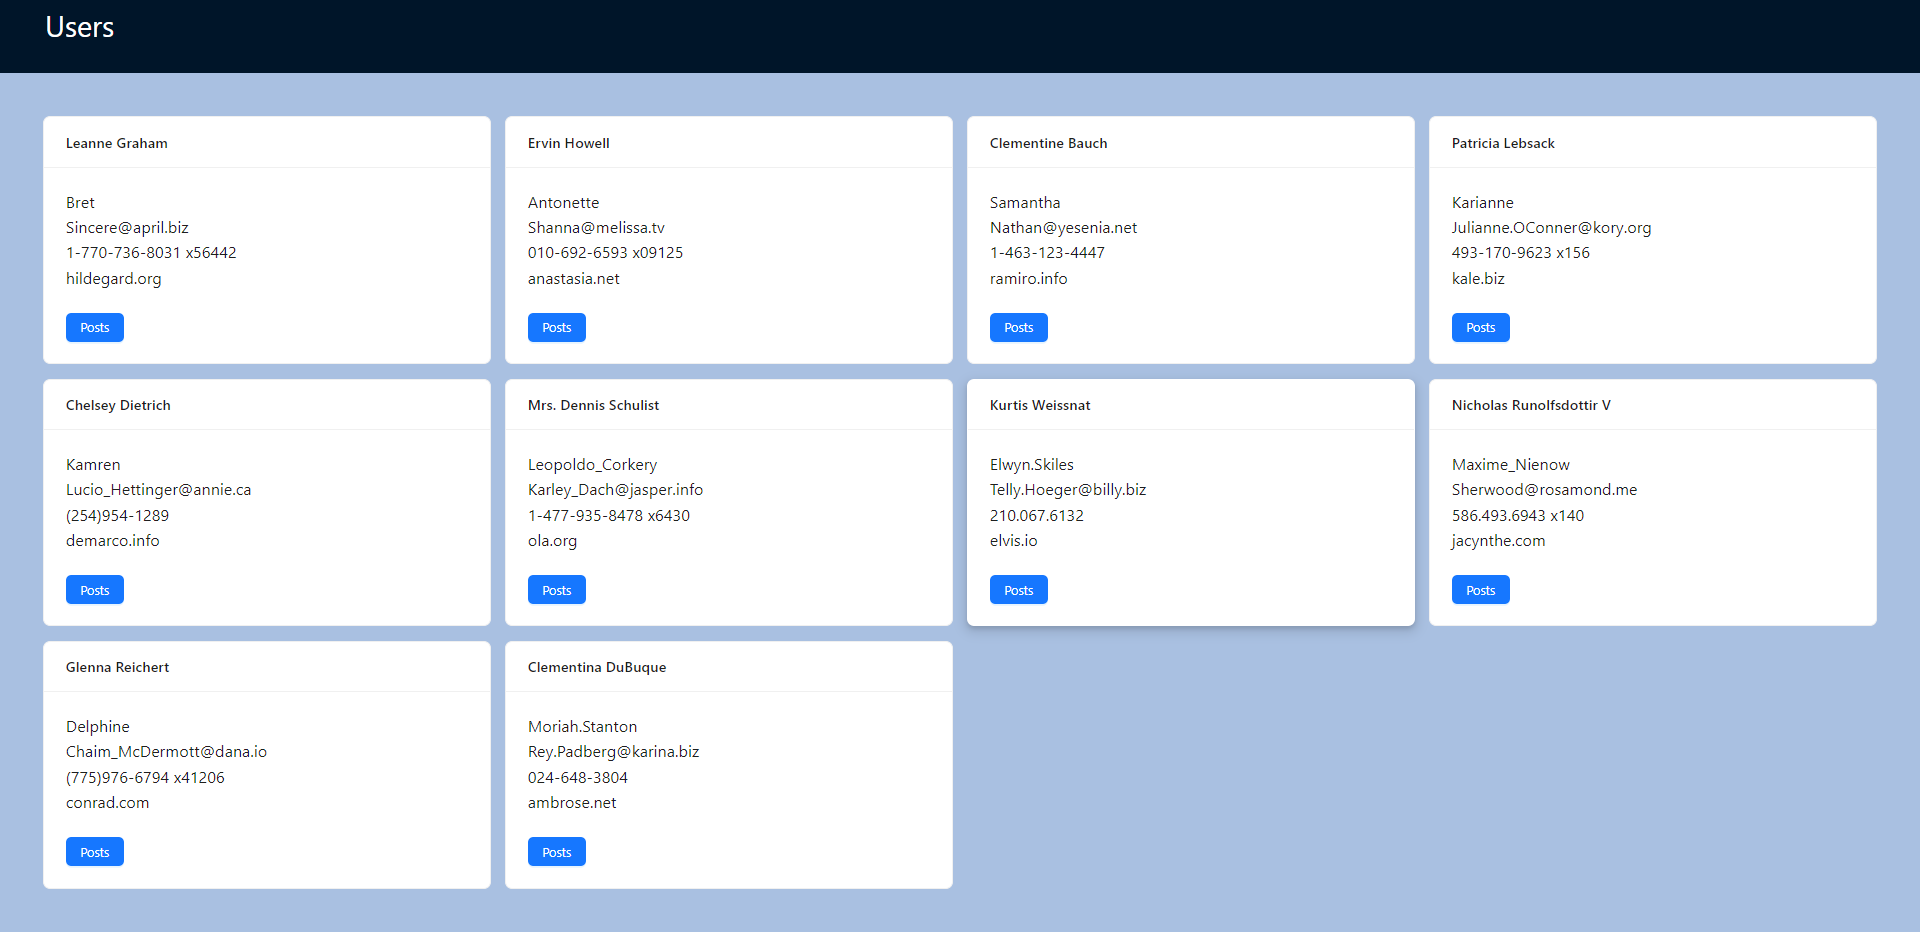 Users
Leanne Graham
Bret
Sincere@april.biz
1-770-736-8031 x56442
hildegard.org
Posts
Ervin Howell
Antonette
Shanna@melissa.tv
010-692-6593 x09125
anastasia.net
Posts
Clementine Bauch
Samantha
Nathan@yesenia.net
1-463-123-4447
ramiro.info
Posts
Patricia Lebsack
Karianne
Julianne.OConner@kory.org
493-170-9623 x156
kale.biz
Posts
Chelsey Dietrich
Kamren
Lucio_Hettinger@annie.ca
(254)954-1289
demarco.info
Posts
Mrs. Dennis Schulist
Leopoldo_Corkery
Karley_Dach@jasper.info
1-477-935-8478 x6430
ola.org
Posts
Kurtis Weissnat
Elwyn.Skiles
Telly.Hoeger@billy.biz
210.067.6132
elvis.io
Posts
Nicholas Runolfsdottir V
Maxime_Nienow
Sherwood@rosamond.me
586.493.6943 x140
jacynthe.com
Posts
Glenna Reichert
Delphine
Chaim_McDermott@dana.io
(775)976-6794 x41206
conrad.com
Posts
Clementina DuBuque
Moriah.Stanton
Rey.Padberg@karina.biz
024-648-3804
ambrose.net
Posts